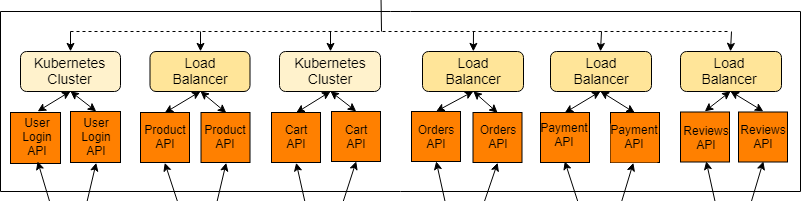 Kubernetes
Cluster
Load
Balancer
Kubernetes
Cluster
Load
Balancer
Load
Balancer
Load
Balancer
User
Login
API
User
Login
API
Product
API
Product
API
Cart
API
Cart
API
Orders
API
Orders
API
Payment
API
Payment
API
Reviews
API
Reviews
API